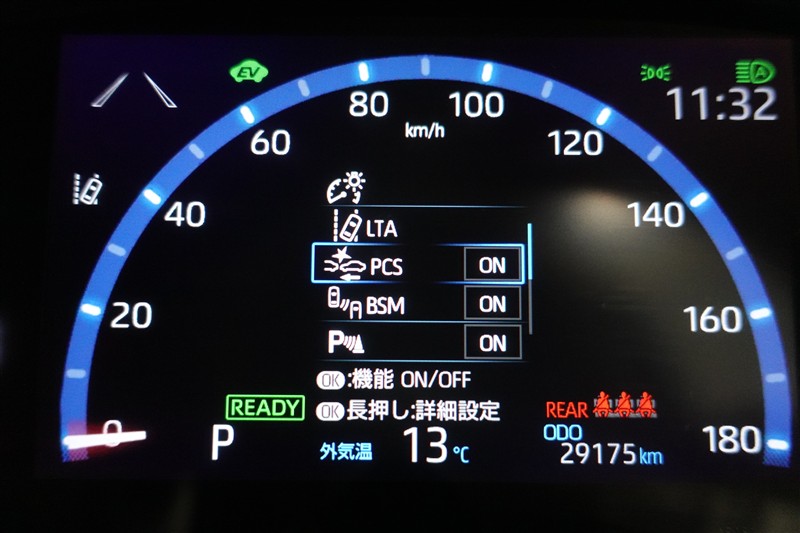 EV
11:32
A
80
100
km/h
60
120
40
140
20
160
0
180
LTA
PCS ON
BSM ON
P ON
OK:機能 ON/OFF
OK長押し:詳細設定
READY
P
外気温 13℃
REAR
ODO
29175km